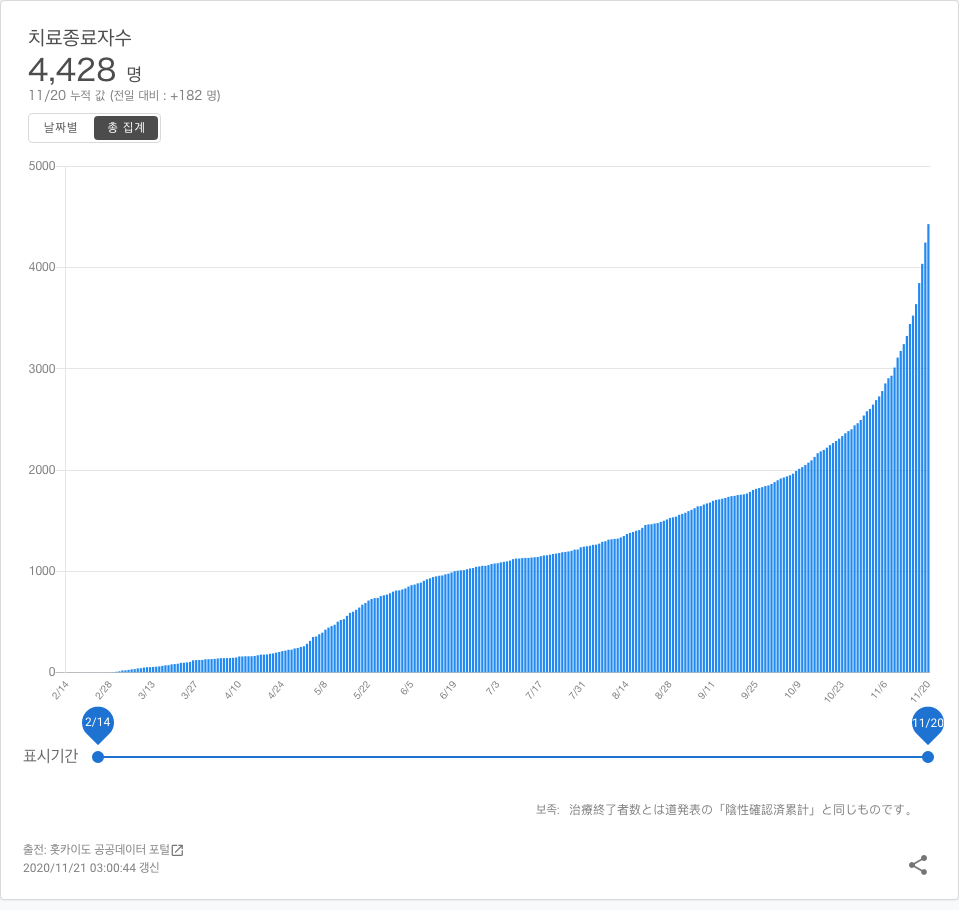 치료종료자수
4,428 명
11/20 누적 값 (전일 대비 : +182 명)
날짜별 총 집계
5000
4000
3000
2000
1000
0
2/14 2/28 3/13 3/27 4/10 4/24 5/8 5/22 6/5 6/19 7/3 7/17 7/31 8/14 8/28 9/11 9/25 10/9 10/23 11/6 11/20
2/14 11/20
표시기간
보족: 治療終了者数とは道発表の「陰性確認済累計」と同じものです。
출전: 홋카이도 공공데이터 포털
2020/11/21 03:00:44 갱신